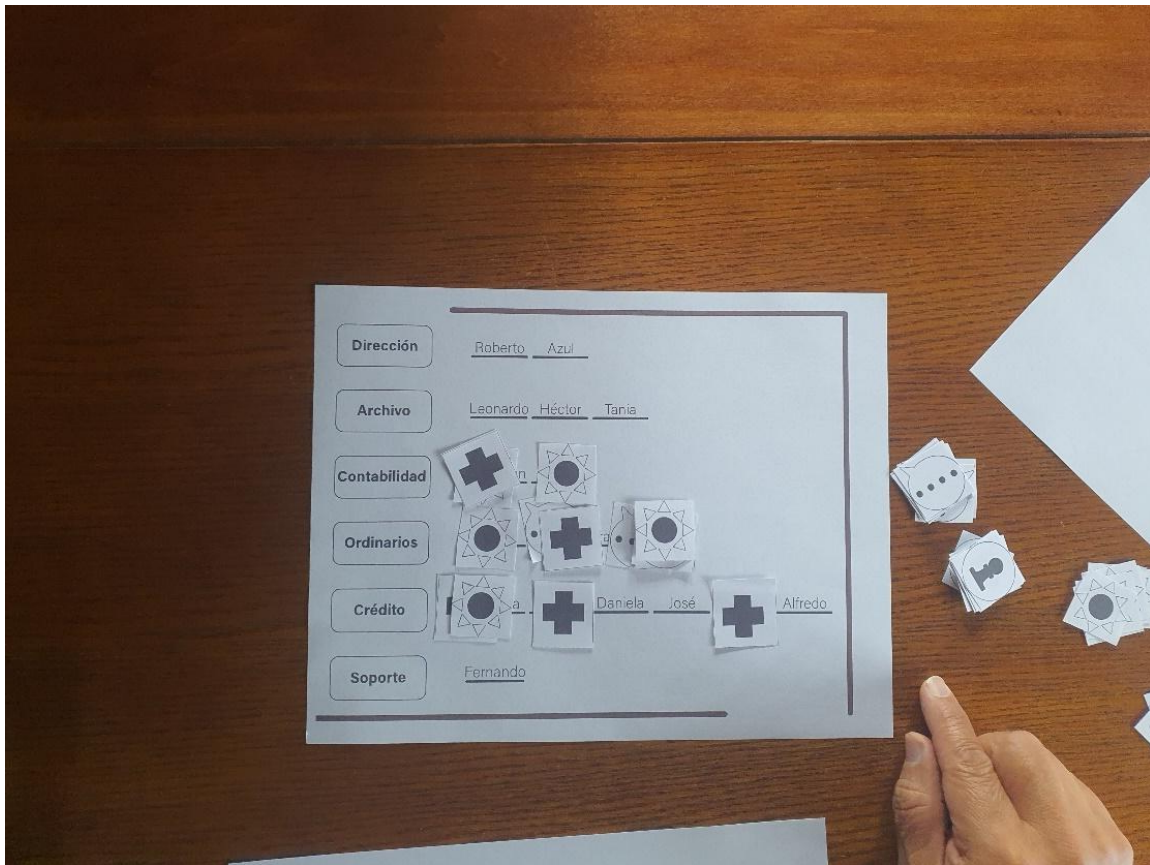 Dirección Roberto Azul
Archivo Leonardo Héctor Tania
Contabilidad
Ordinarios
Crédito Daniela José Alfredo
Soporte Fernando